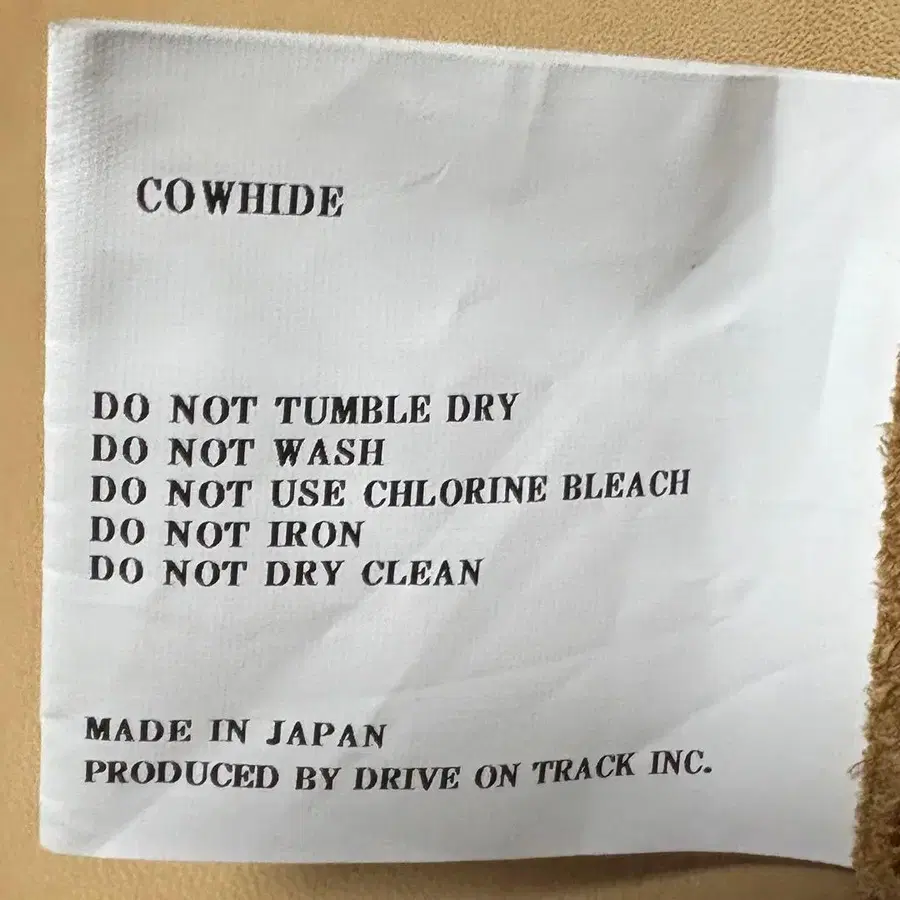 COWHIDE
DO NOT TUMBLE DRY
DO NOT WASH
DO NOT USE CHLORINE BLEACH
DO NOT IRON
DO NOT DRY CLEAN
MADE IN JAPAN
PRODUCED BY DRIVE ON TRACK INC.